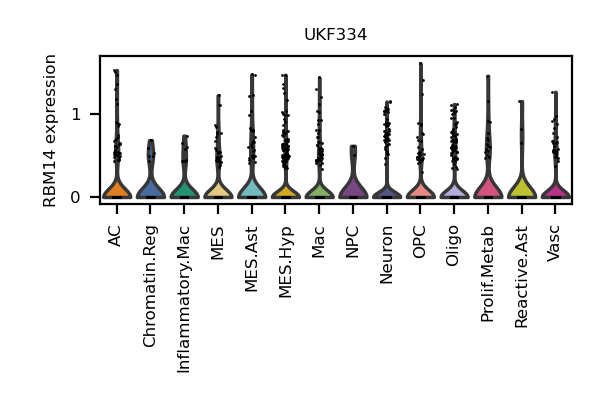 UKF334
RBM14 expression
1
0
AC
Chromatin.Reg
Inflammatory.Mac
MES
MES.Ast
MES.Hyp
Mac
NPC
Neuron
OPC
Oligo
Prolif.Metab
Reactive.Ast
Vasc